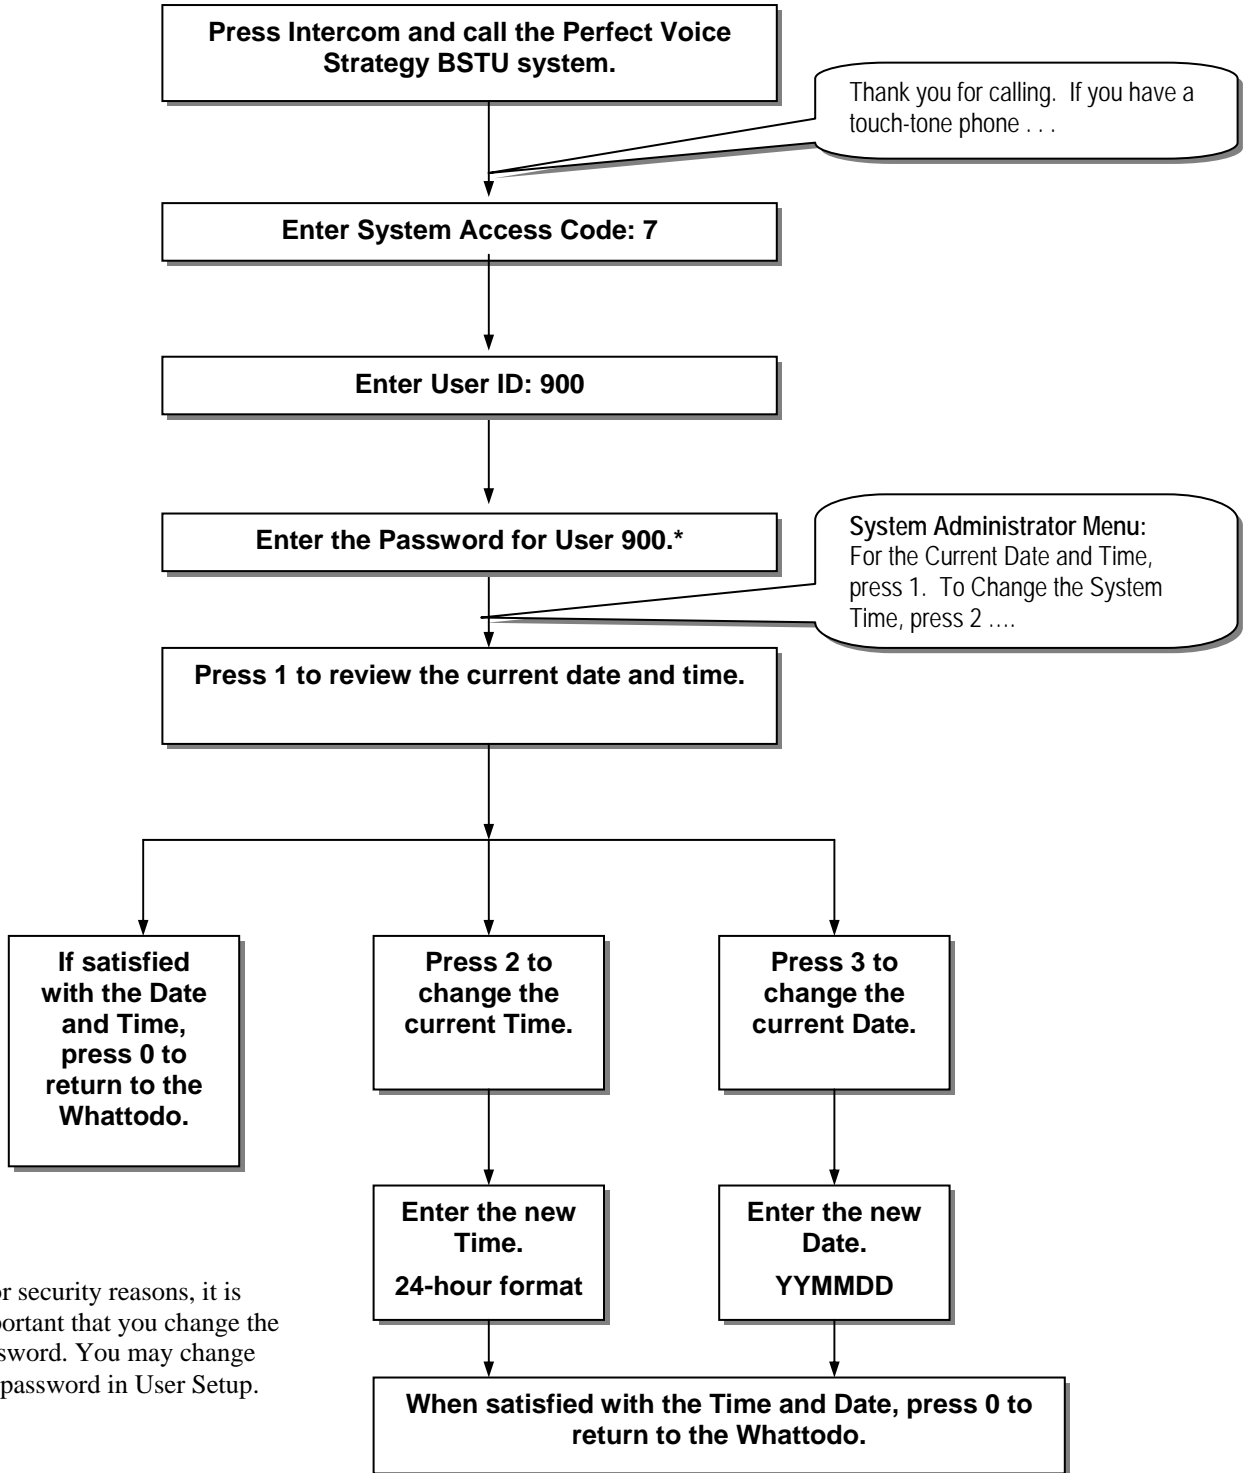 Press Intercom and call the Perfect Voice
Strategy BSTU system.
Thank you for calling.  If you have a
touch-tone phone . . .
Enter System Access Code: 7
Enter User ID: 900
Enter the Password for User 900.*
System Administrator Menu:
For the Current Date and Time,
press 1.  To Change the System
Time, press 2 ….
Press 1 to review the current date and time.
If satisfied
with the Date
and Time,
press 0 to
return to the
Whattodo.
Press 2 to
change the
current Time.
Press 3 to
change the
current Date.
Enter the new
Time.
24-hour format
Enter the new
Date.
YYMMDD
security reasons, it is
that you change the
You may change
password in User Setup.
When satisfied with the Time and Date, press 0 to
return to the Whattodo.